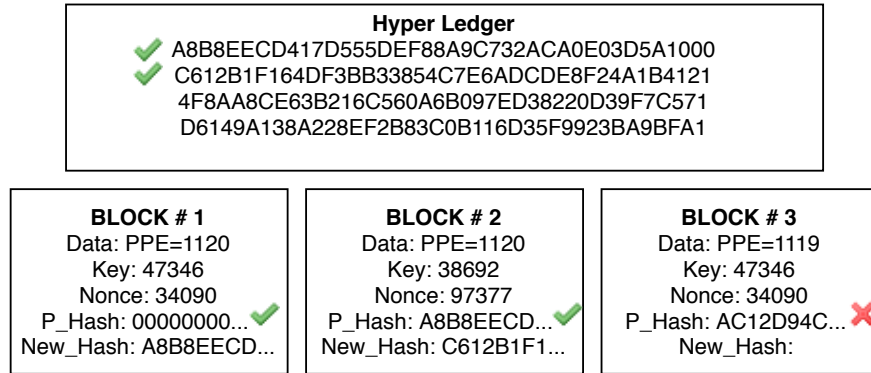 Hyper Ledger
A8B8EECD417D555DEF88A9C732ACA0E03D5A1000
C612B1F164DF3BB33854C7E6ADCDE8F24A1B4121
4F8AA8CE63B216C560A6B097ED38220D39F7C571
D6149A138A228EF2B83C0B116D35F9923BA9BFA1
BLOCK # 1
Data: PPE=1120
Key: 47346
Nonce: 34090
P_Hash: 00000000...
New_Hash: A8B8EECD...
BLOCK # 2
Data: PPE=1120
Key: 38692
Nonce: 97377
P_Hash: A8B8EECD...
New_Hash: C612B1F1...
BLOCK # 3
Data: PPE=1119
Key: 47346
Nonce: 34090
P_Hash: AC12D94C...
New_Hash: